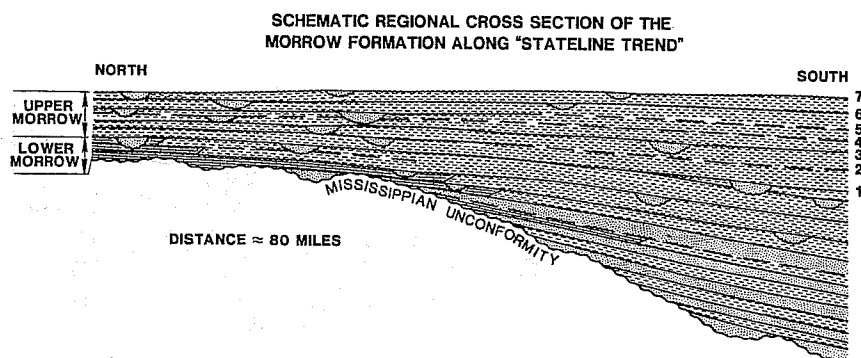 SCHEMATIC REGIONAL CROSS SECTION OF THE
MORROW FORMATION ALONG "STATELINE TREND"
NORTH
SOUTH
UPPER
MORROW
LOWER
MORROW
7
6
5
4
3
2
1
MISSISSIPPIAN UNCONFORMITY
DISTANCE ≈ 80 MILES